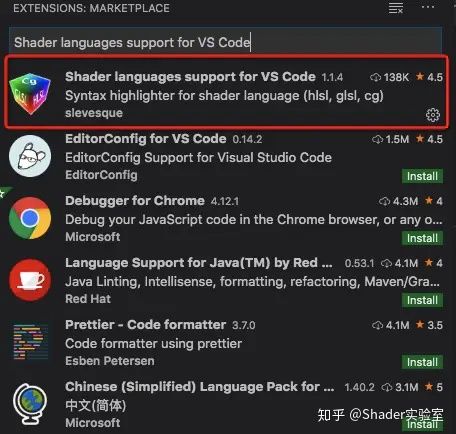 EXTENSIONS: MARKETPLACE
Shader languages support for VS Code
Shader languages support for VS Code 1.1.4 138K ★ 4.5
Syntax highlighter for shader language (hlsl, glsl, cg)
slevesque
EditorConfig for VS Code 0.14.2 1.5M ★ 4.5
EditorConfig Support for Visual Studio Code
EditorConfig Install
Debugger for Chrome 4.12.1 4.3M ★ 4
Debug your JavaScript code in the Chrome browser, or any o...
Microsoft Install
Language Support for Java(TM) by Red ... 0.53.1 4.1M ★ 4
Java Linting, Intellisense, formatting, refactoring, Maven/Gra...
Red Hat Install
Prettier - Code formatter 3.7.0 4.1M ★ 3.5
Code formatter using prettier
Esben Petersen Install
Chinese (Simplified) Language Pack for ... 1.40.2 3.1M ★ 5
中文(简体)
Microsoft Install
知乎 @Shader实验室